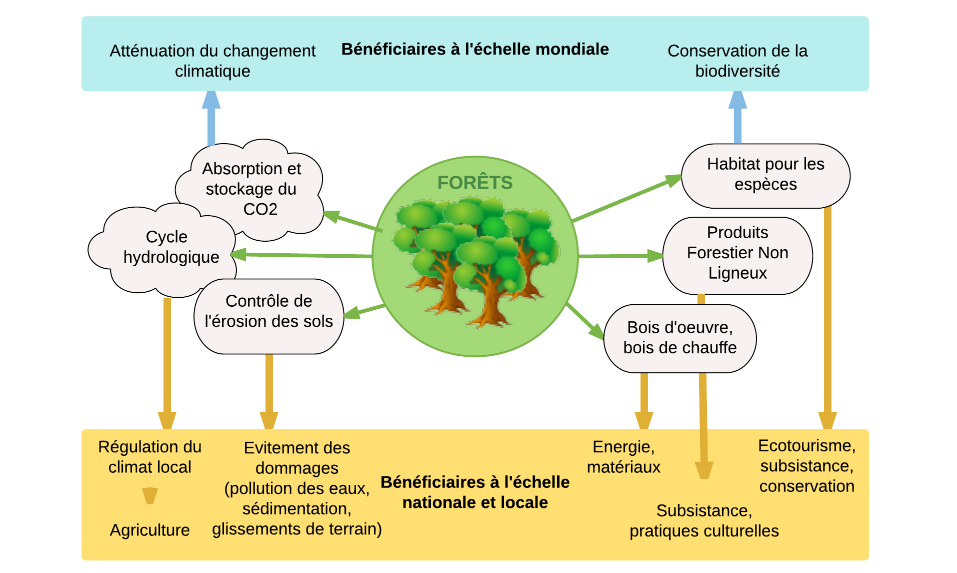 Atténuation du changement
climatique
Bénéficiaires à l'échelle mondiale
Conservation de la
biodiversité
Absorption et
stockage du
CO2
Cycle
hydrologique
Contrôle de
l'érosion des sols
FORÊTS
Habitat pour les
espèces
Produits
Forestier Non
Ligneux
Bois d'oeuvre,
bois de chauffe
Régulation du
climat local
Agriculture
Evitement des
dommages
(pollution des eaux,
sédimentation,
glissements de terrain)
Bénéficiaires à l'échelle
nationale et locale
Energie,
matériaux
Subsistance,
pratiques culturelles
Ecotourisme,
subsistance,
conservation